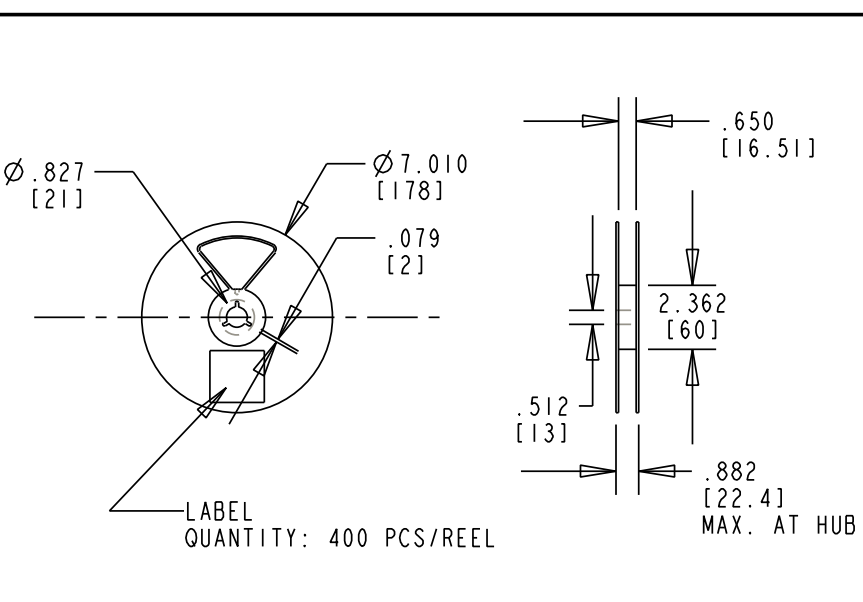 Ø.827
[21]
Ø7.010
[178]
.079
[2]
.650
[16.51]
2.362
[60]
.512
[13]
.882
[22.4]
MAX. AT HUB
LABEL
QUANTITY: 400 PCS/REEL